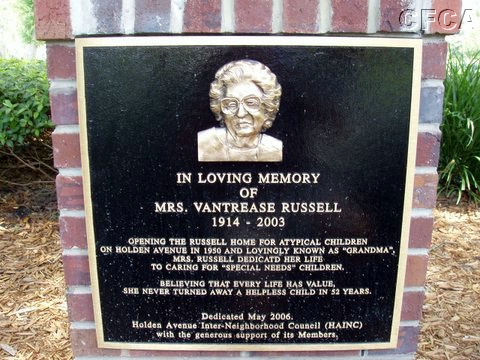 CFCA
IN LOVING MEMORY
OF
MRS. VANTREASE RUSSELL
1914 - 2003
OPENING THE RUSSELL HOME FOR ATYPICAL CHILDREN
ON HOLDEN AVENUE IN 1950 AND LOVINGLY KNOWN AS "GRANDMA",
MRS. RUSSELL DEDICATD HER LIFE
TO CARING FOR "SPECIAL NEEDS" CHILDREN.
BELIEVING THAT EVERY LIFE HAS VALUE,
SHE NEVER TURNED AWAY A HELPLESS CHILD IN 52 YEARS.
Dedicated May 2006.
Holden Avenue Inter-Neighborhood Council (HAINC)
with the generous support of its Members.